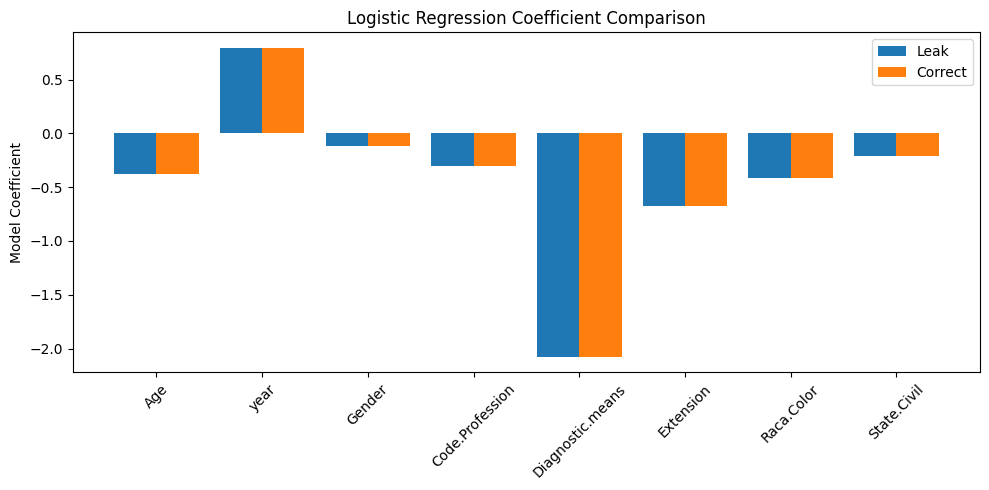 Logistic Regression Coefficient Comparison
Leak
Correct
Model Coefficient
0.5
0.0
−0.5
−1.0
−1.5
−2.0
Age
year
Gender
Code.Profession
Diagnostic.means
Extension
Raca.Color
State.Civil